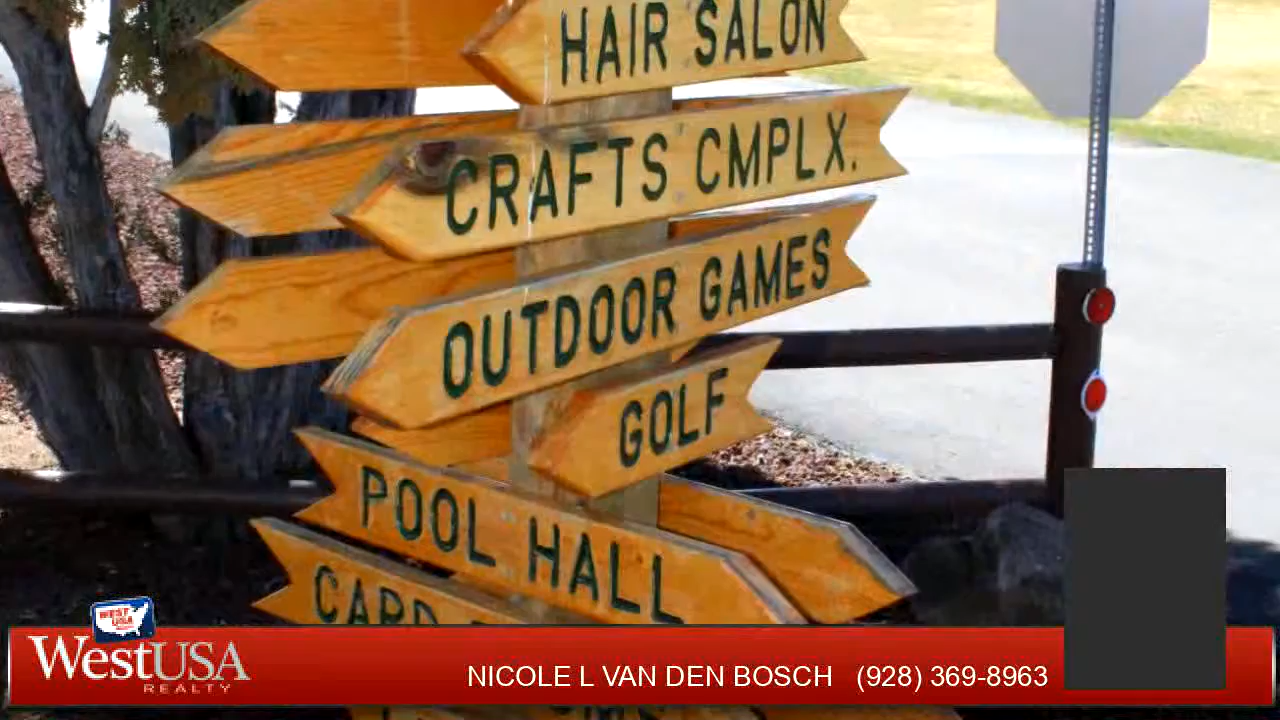 HAIR SALON
CRAFTS CMPLX.
OUTDOOR GAMES
GOLF
POOL HALL
CARD
WEST USA
WestUSA
REALTY
NICOLE L VAN DEN BOSCH (928) 369-8963